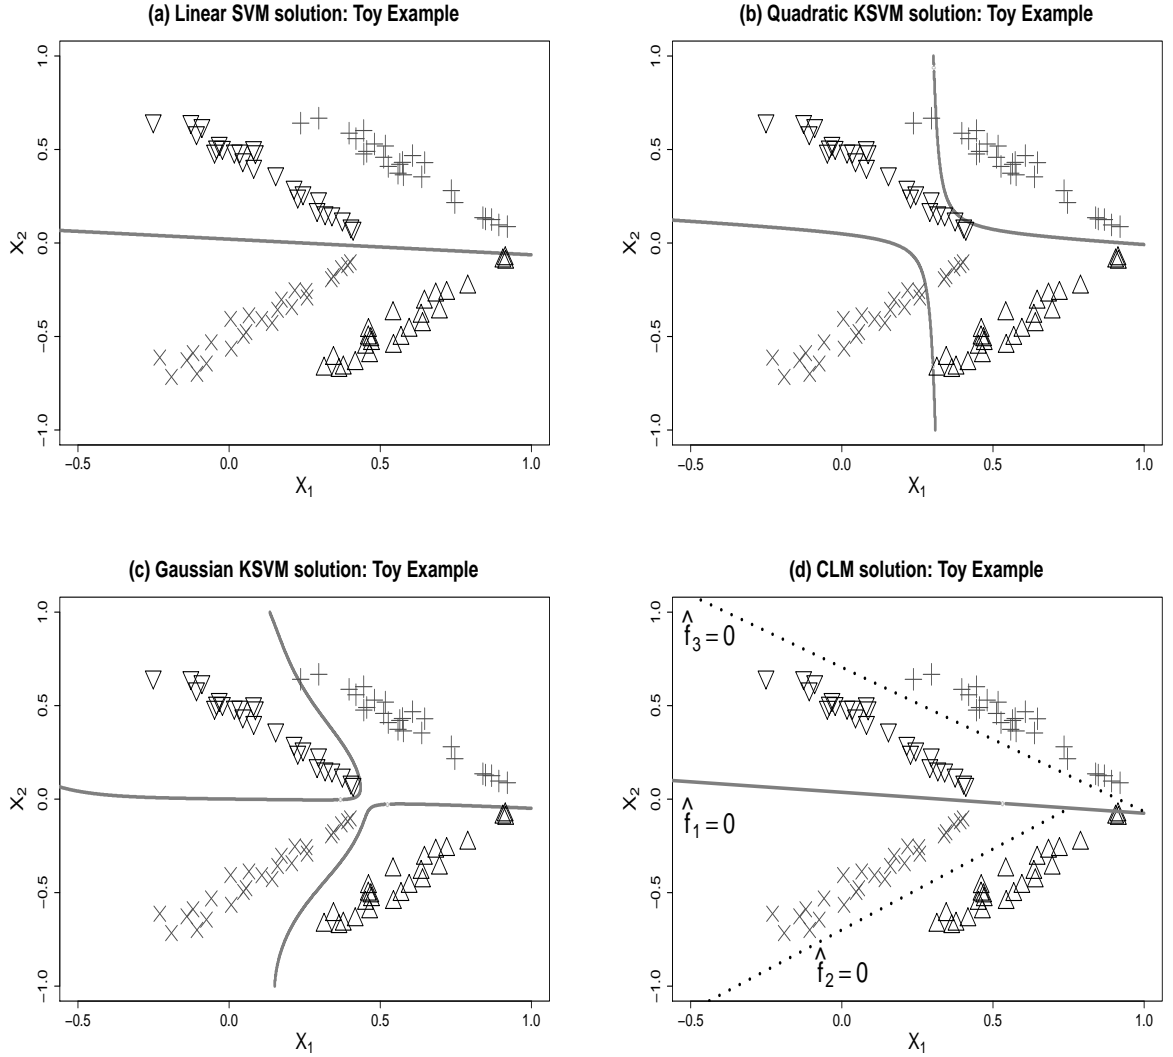 (a) Linear SVM solution: Toy Example
1.0
0.5
0.0
−0.5
−1.0
X2
−0.5 0.0 0.5 1.0
X1
(b) Quadratic KSVM solution: Toy Example
1.0
0.5
0.0
−0.5
−1.0
X2
−0.5 0.0 0.5 1.0
X1
(c) Gaussian KSVM solution: Toy Example
1.0
0.5
0.0
−0.5
−1.0
X2
−0.5 0.0 0.5 1.0
X1
(d) CLM solution: Toy Example
1.0
0.5
0.0
−0.5
−1.0
X2
f̂3 = 0
f̂1 = 0
f̂2 = 0
−0.5 0.0 0.5 1.0
X1